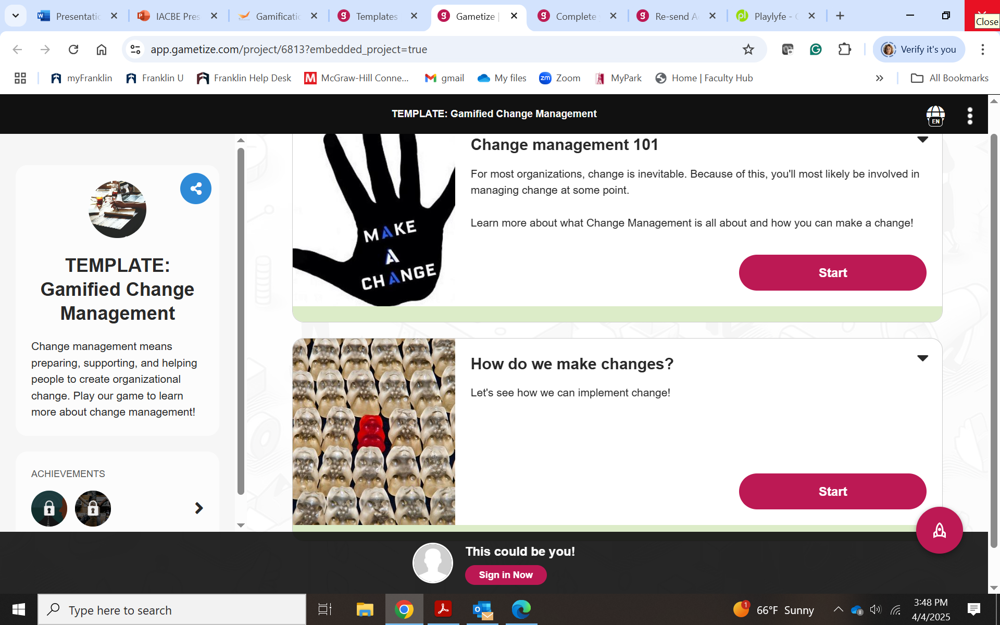 Presentatic
IACBE Pres
Gamificatic
Templates
Gametize |
Complete
Re-send A
Playlyfe -
Close
app.gametize.com/project/6813?embedded_project=true
Verify it's you
myFranklin
Franklin U
Franklin Help Desk
McGraw-Hill Conne...
gmail
My files
Zoom
MyPark
Home | Faculty Hub
All Bookmarks
TEMPLATE: Gamified Change Management
EN
TEMPLATE:
Gamified Change
Management
Change management means
preparing, supporting, and helping
people to create organizational
change. Play our game to learn
more about change management!
ACHIEVEMENTS
MAKE
A
CHANGE
Change management 101
For most organizations, change is inevitable. Because of this, you'll most likely be involved in
managing change at some point.
Learn more about what Change Management is all about and how you can make a change!
Start
How do we make changes?
Let's see how we can implement change!
Start
This could be you!
Sign in Now
Type here to search
1
66°F Sunny
3:48 PM
4/4/2025